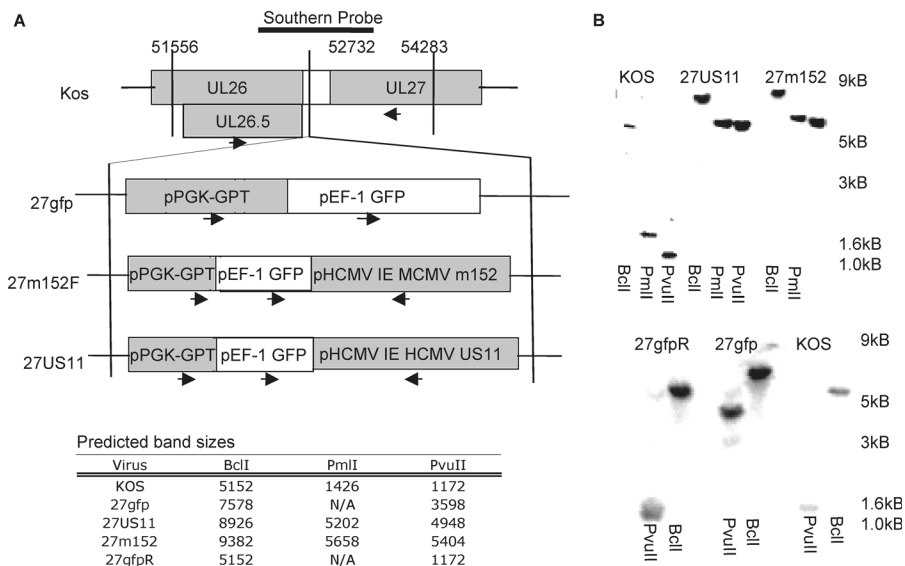 A
Southern Probe
51556
52732
54283
Kos
UL26
UL27
UL26.5
27gfp
pPGK-GPT
pEF-1 GFP
27m152F
pPGK-GPT
pEF-1 GFP
pHCMV IE MCMV m152
27US11
pPGK-GPT
pEF-1 GFP
pHCMV IE HCMV US11
Predicted band sizes
Virus BclI PmlI PvuII
KOS 5152 1426 1172
27gfp 7578 N/A 3598
27US11 8926 5202 4948
27m152 9382 5658 5404
27gfpR 5152 N/A 1172
B
KOS 27US11 27m152
9kB
5kB
3kB
1.6kB
1.0kB
BclI
PmlI
PvuII
BclI
PmlI
PvuII
BclI
PmlI
27gfpR 27gfp KOS
9kB
5kB
3kB
1.6kB
1.0kB
PvuII
BclI
PvuII
BclI
PvuII
BclI